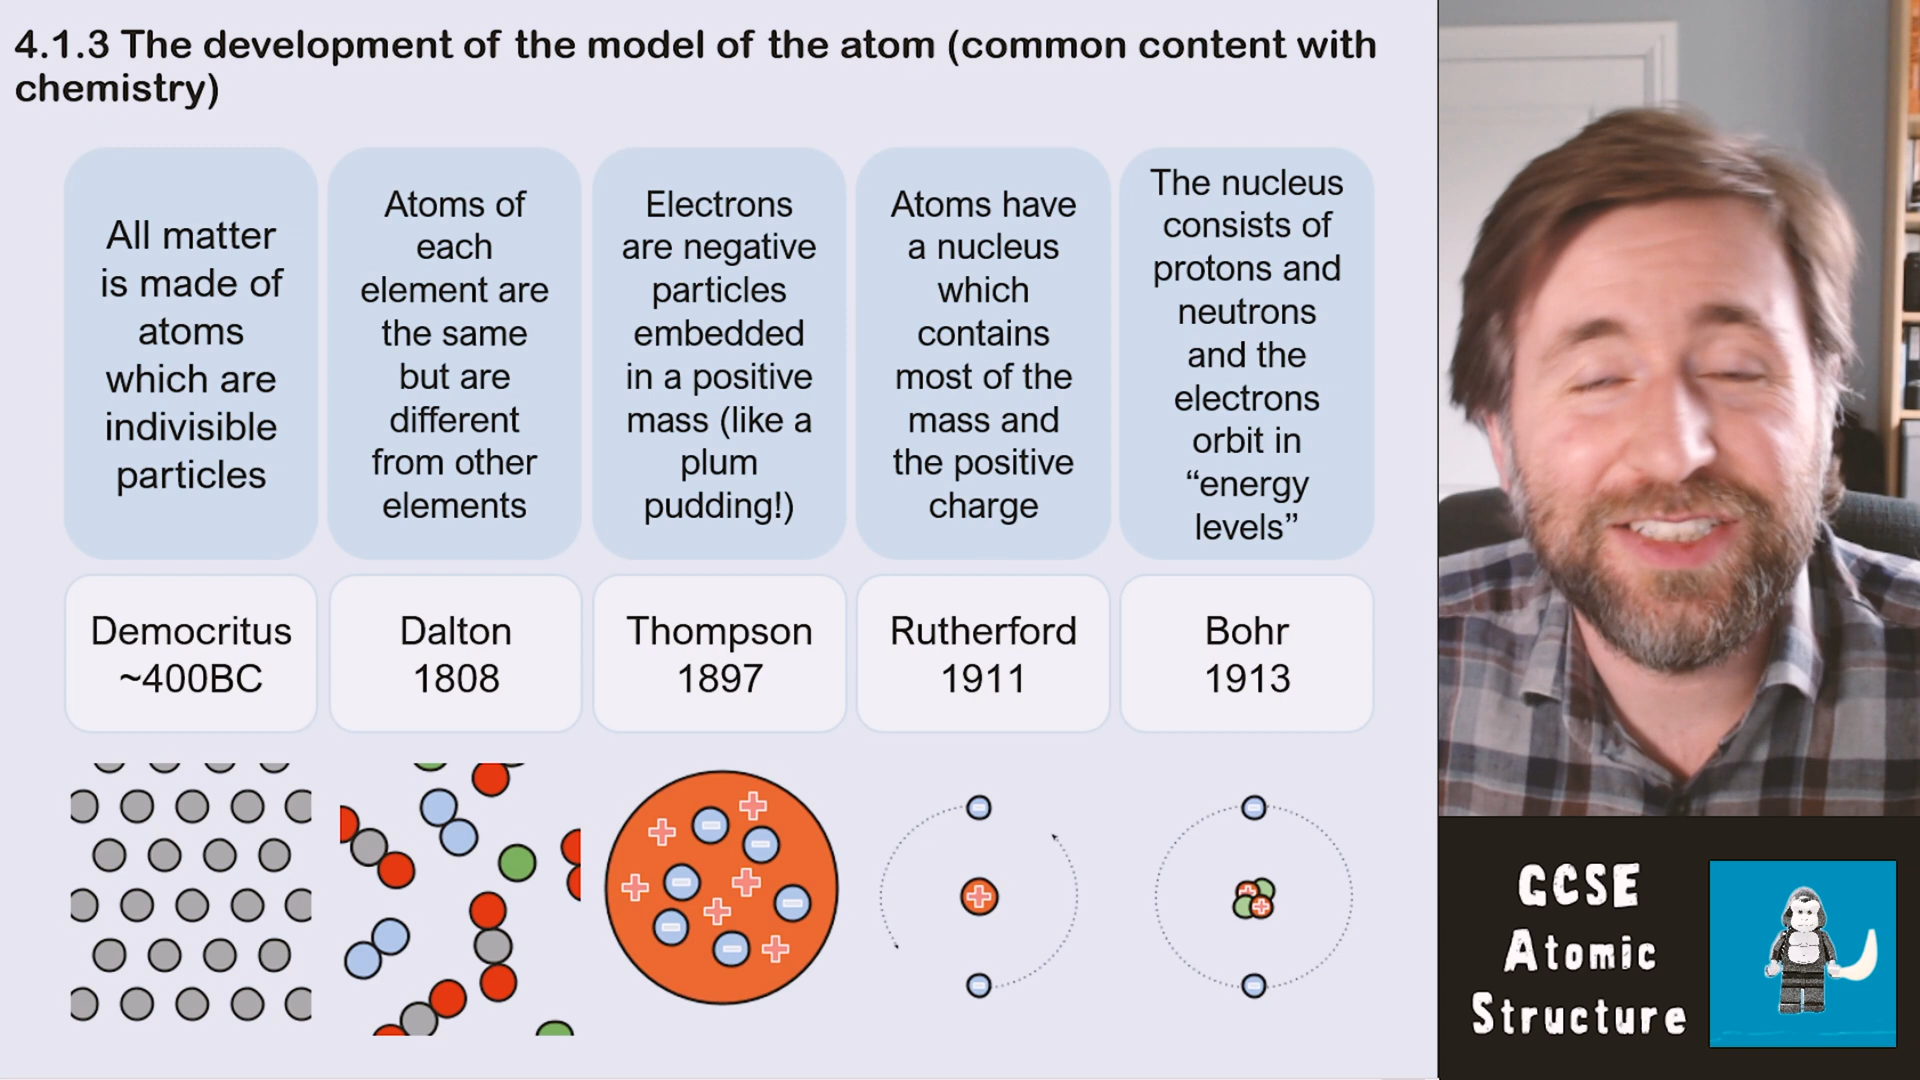 4.1.3 The development of the model of the atom (common content with
chemistry)
All matter
is made of
atoms
which are
indivisible
particles
Atoms of
each
element are
the same
but are
different
from other
elements
Electrons
are negative
particles
embedded
in a positive
mass (like a
plum
pudding!)
Atoms have
a nucleus
which
contains
most of the
mass and
the positive
charge
The nucleus
consists of
protons and
neutrons
and the
electrons
orbit in
“energy
levels”
Democritus
~400BC
Dalton
1808
Thompson
1897
Rutherford
1911
Bohr
1913
GCSE
Atomic
Structure